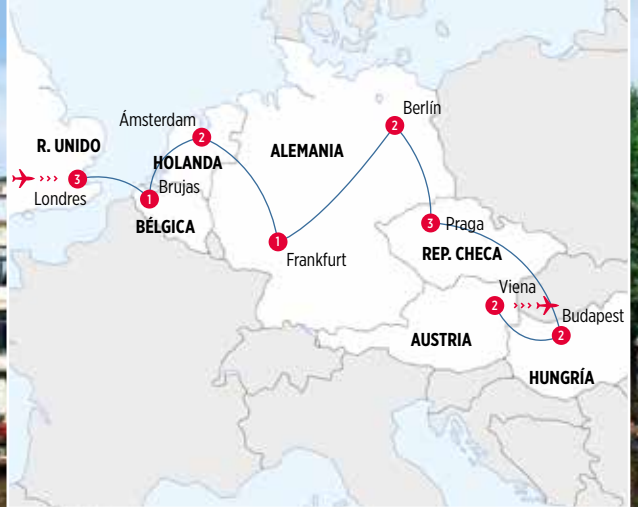 Berlín
2
Ámsterdam
2
R. UNIDO
HOLANDA
ALEMANIA
3
Londres
1
Brujas
BÉLGICA
3
Praga
1
Frankfurt
REP. CHECA
Viena
2
Budapest
2
AUSTRIA
HUNGRÍA